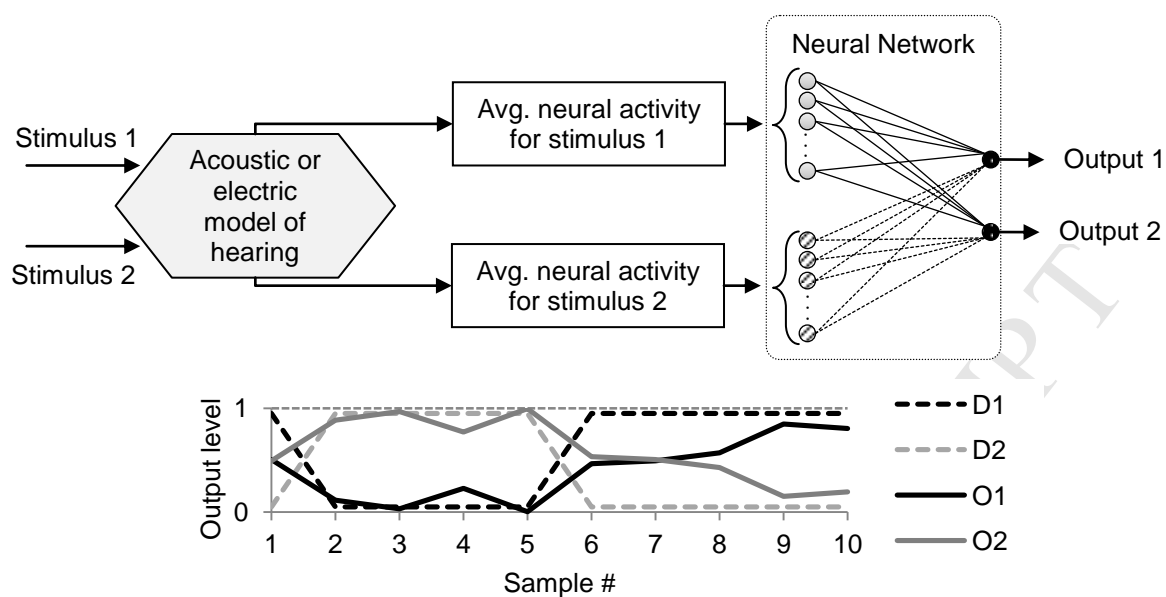 Neural Network
Stimulus 1
Stimulus 2
Acoustic or
electric
model of
hearing
Avg. neural activity
for stimulus 1
Avg. neural activity
for stimulus 2
Output 1
Output 2
Output level
1
0
1 2 3 4 5 6 7 8 9 10
Sample #
D1
D2
O1
O2